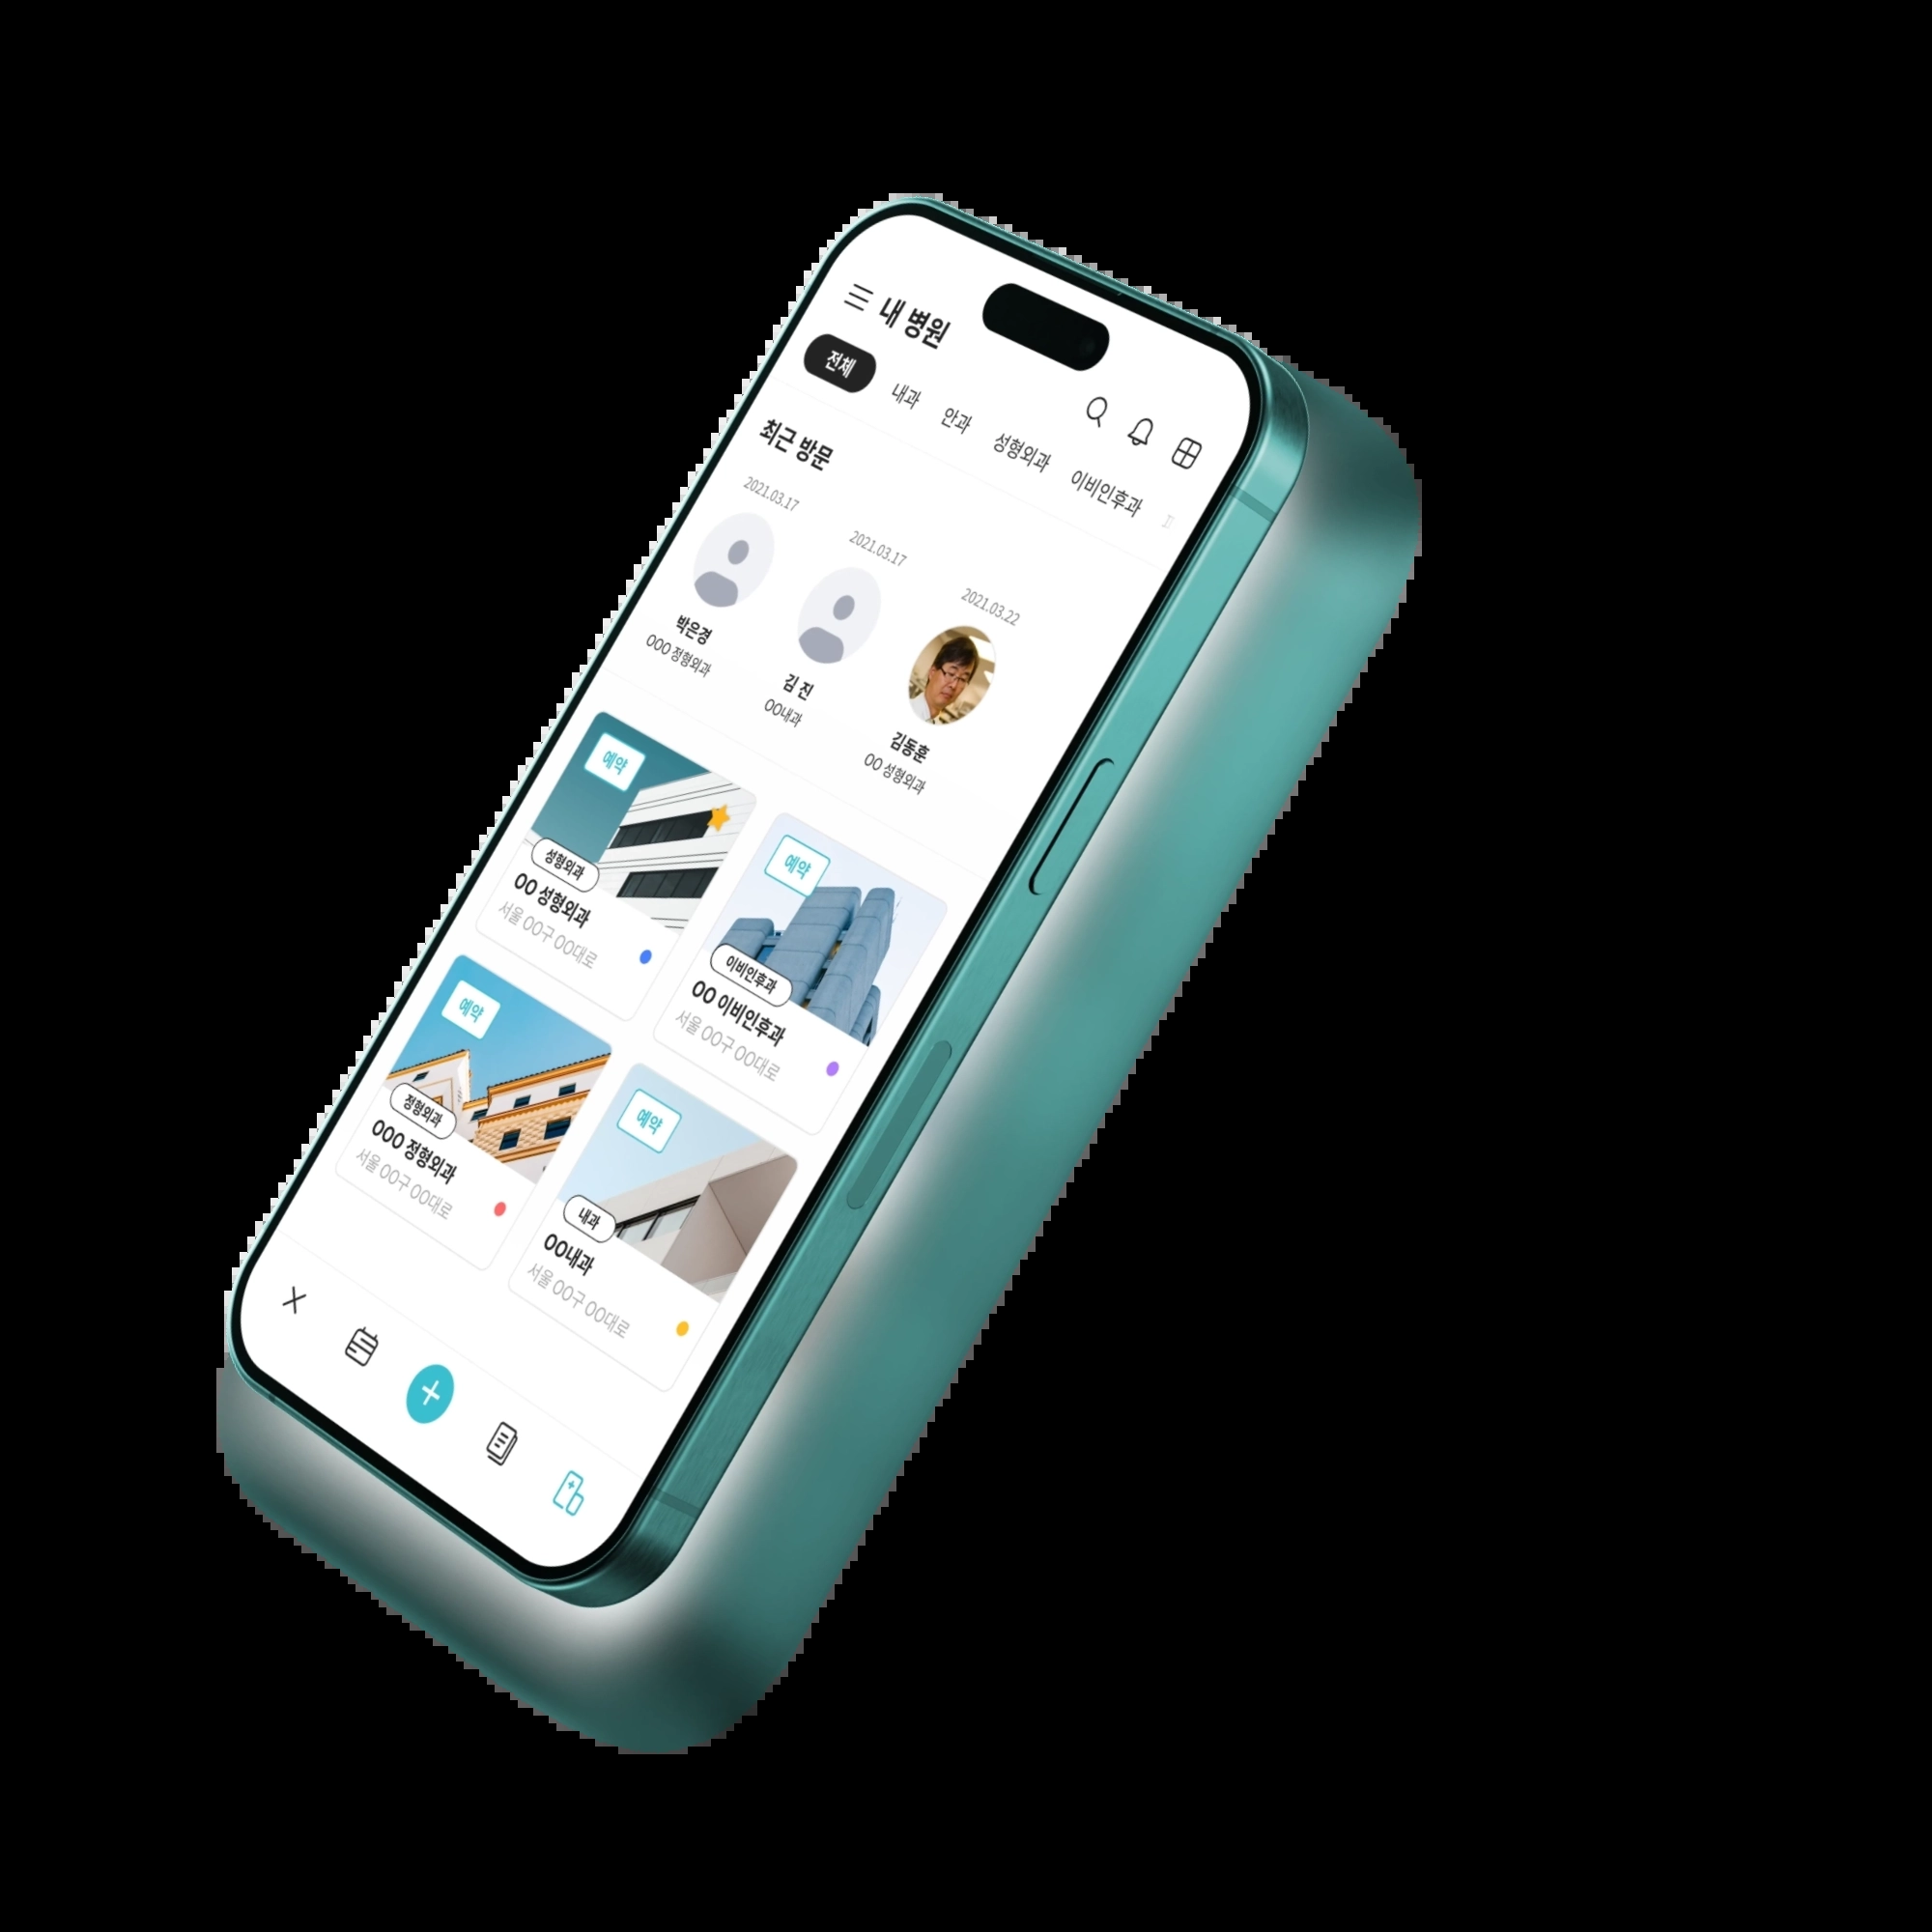 내 병원
전체 내과 안과 성형외과 이비인후과
최근 방문
2021.03.17
박은경
OOO 정형외과
2021.03.17
김 진
OO내과
2021.03.22
김동훈
OO 성형외과
예약
성형외과
OO 성형외과
서울 OO구 OO대로
예약
이비인후과
OO 이비인후과
서울 OO구 OO대로
예약
정형외과
OOO 정형외과
서울 OO구 OO대로
예약
내과
OO내과
서울 OO구 OO대로